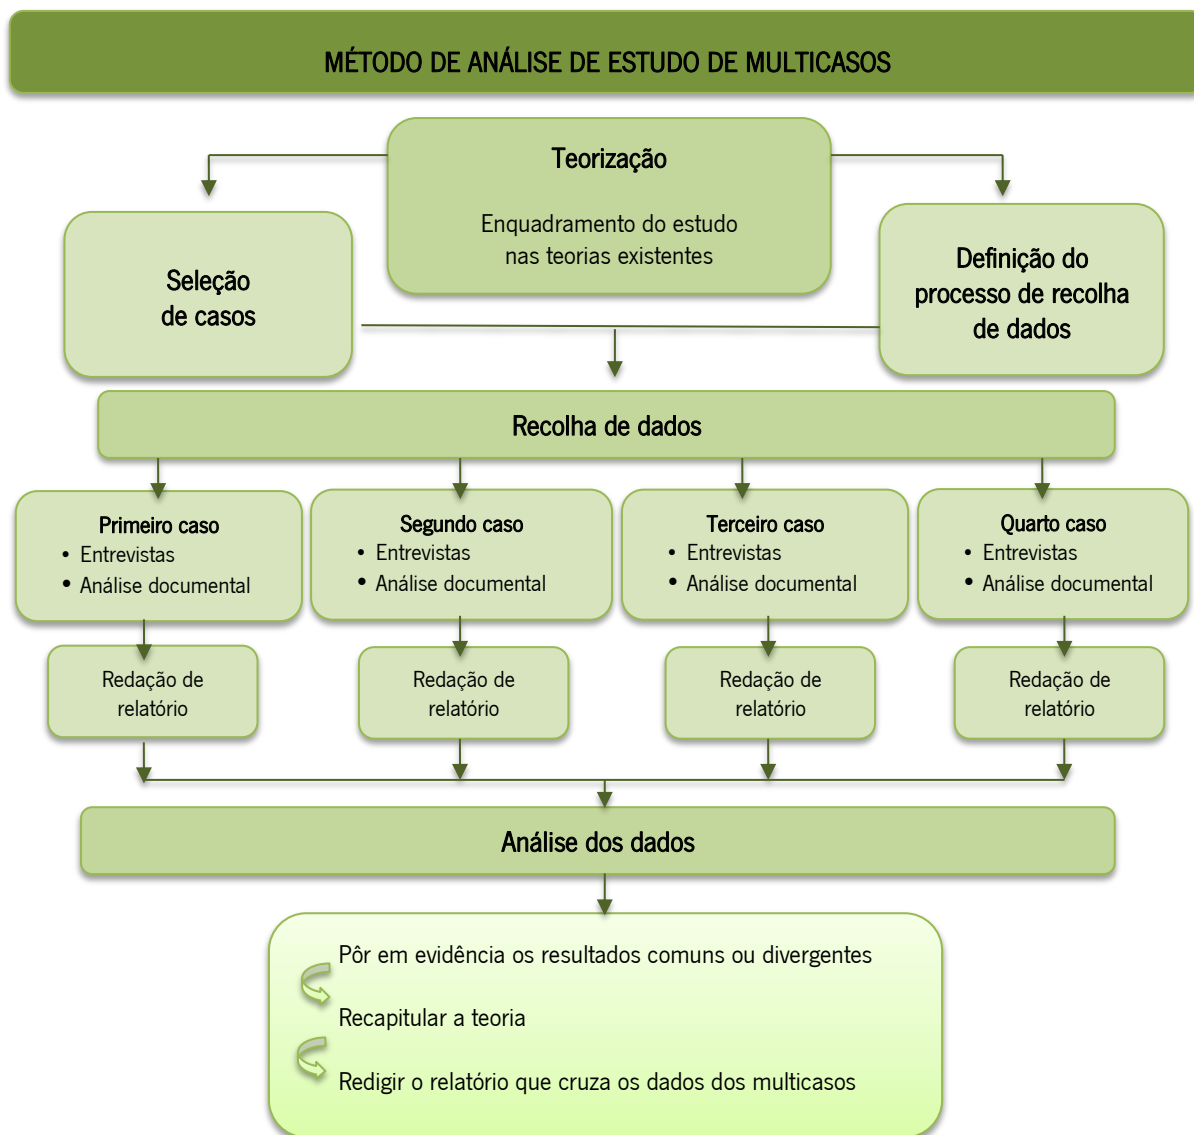 MÉTODO DE ANÁLISE DE ESTUDO DE MULTICASOS
Teorização
Enquadramento do estudo
nas teorias existentes
Seleção
de casos
Definição do
processo de recolha
de dados
Recolha de dados
Primeiro caso
• Entrevistas
• Análise documental
Segundo caso
• Entrevistas
• Análise documental
Terceiro caso
• Entrevistas
• Análise documental
Quarto caso
• Entrevistas
• Análise documental
Redação de
relatório
Redação de
relatório
Redação de
relatório
Redação de
relatório
Análise dos dados
Pôr em evidência os resultados comuns ou divergentes
Recapitular a teoria
Redigir o relatório que cruza os dados dos multicasos